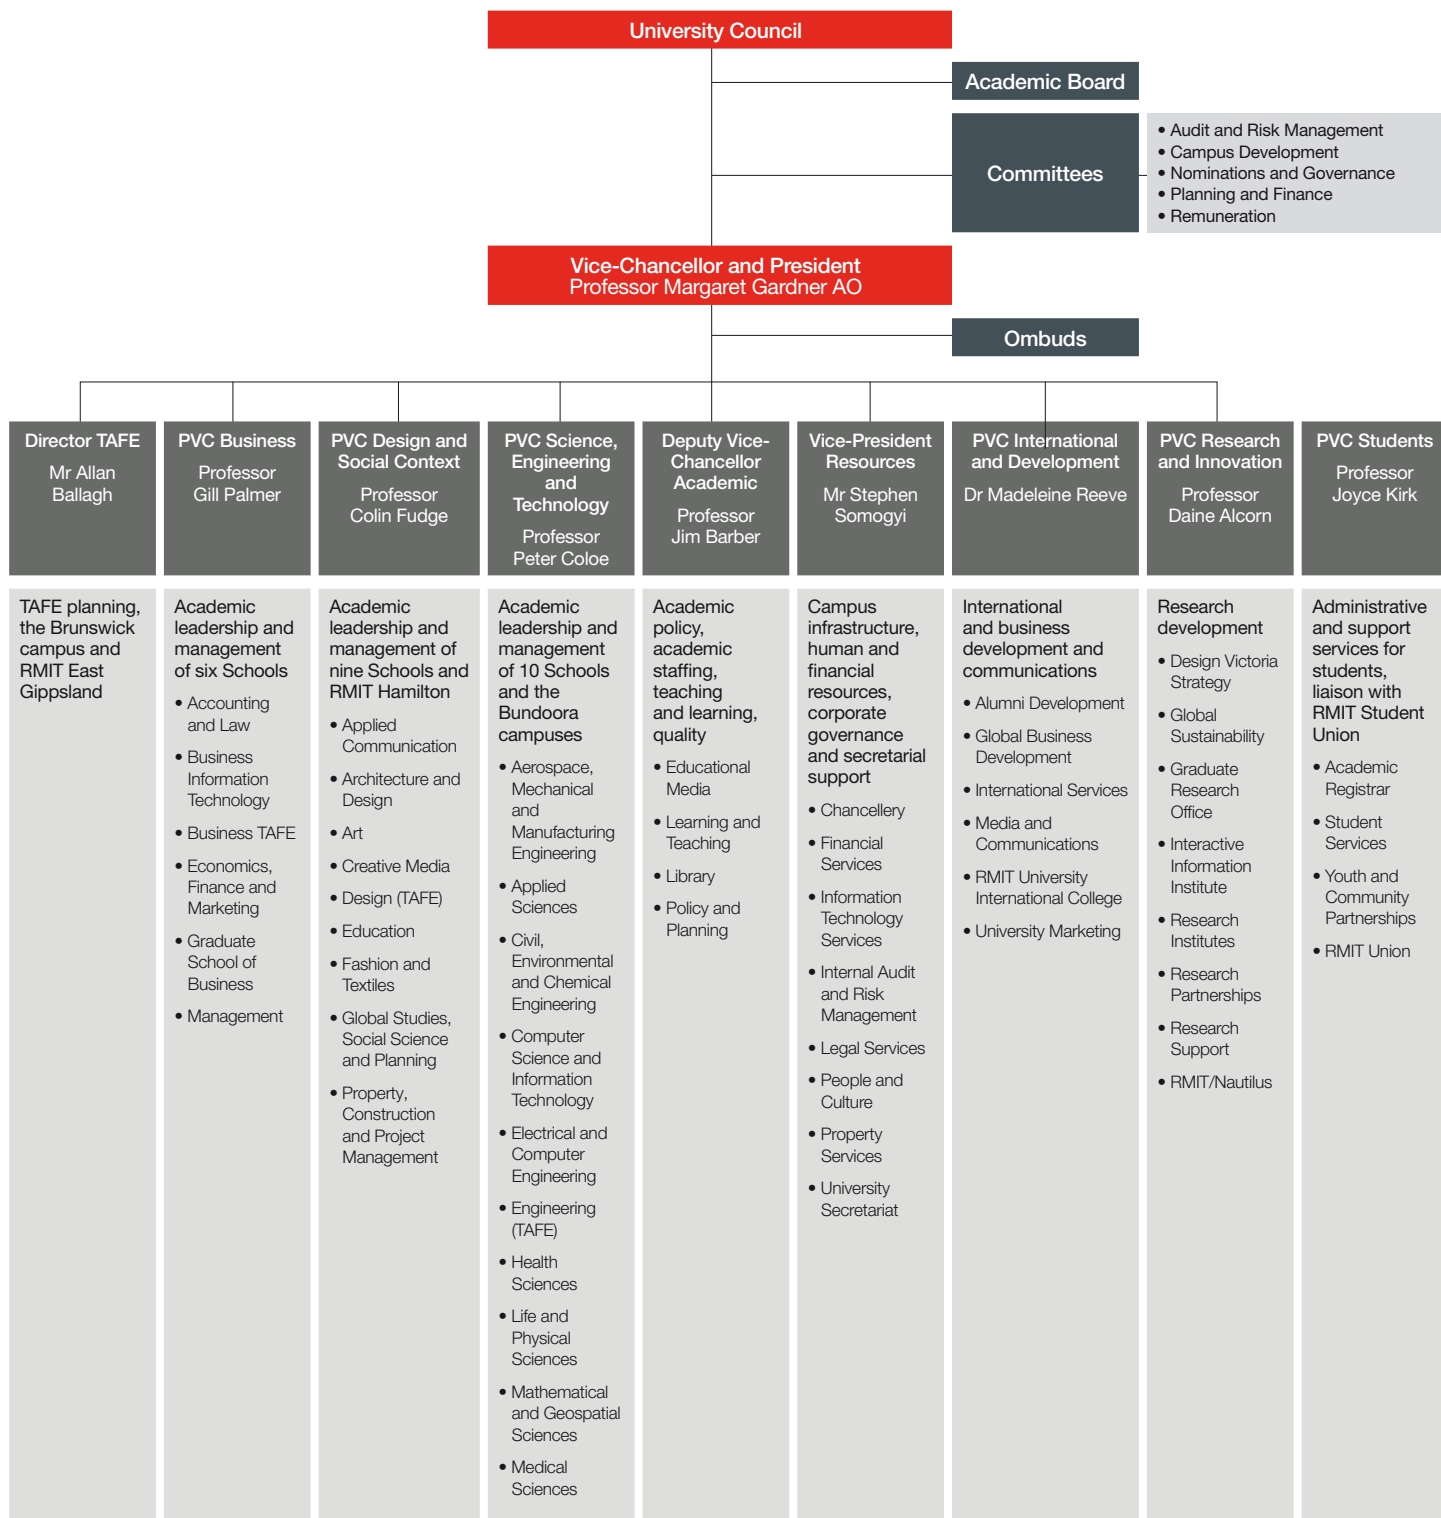 University Council
Academic Board
Committees
• Audit and Risk Management
• Campus Development
• Nominations and Governance
• Planning and Finance
• Remuneration
Vice-Chancellor and President
Professor Margaret Gardner AO
Ombuds
Director TAFE
Mr Allan
Ballagh
TAFE planning,
the Brunswick
campus and
RMIT East
Gippsland
PVC Business
Professor
Gill Palmer
Academic
leadership and
management
of six Schools
• Accounting
and Law
• Business
Information
Technology
• Business TAFE
• Economics,
Finance and
Marketing
• Graduate
School of
Business
• Management
PVC Design and
Social Context
Professor
Colin Fudge
Academic
leadership and
management of
nine Schools and
RMIT Hamilton
• Applied
Communication
• Architecture and
Design
• Art
• Creative Media
• Design (TAFE)
• Education
• Fashion and
Textiles
• Global Studies,
Social Science
and Planning
• Property,
Construction
and Project
Management
PVC Science,
Engineering
and
Technology
Professor
Peter Coloe
Academic
leadership and
management
of 10 Schools
and the
Bundoora
campuses
• Aerospace,
Mechanical
and
Manufacturing
Engineering
• Applied
Sciences
• Civil,
Environmental
and Chemical
Engineering
• Computer
Science and
Information
Technology
• Electrical and
Computer
Engineering
• Engineering
(TAFE)
• Health
Sciences
• Life and
Physical
Sciences
• Mathematical
and Geospatial
Sciences
• Medical
Sciences
Deputy Vice-
Chancellor
Academic
Professor
Jim Barber
Academic
policy,
academic
staffing,
teaching
and learning,
quality
• Educational
Media
• Learning and
Teaching
• Library
• Policy and
Planning
Vice-President
Resources
Mr Stephen
Somogyi
Campus
infrastructure,
human and
financial
resources,
corporate
governance
and secretarial
support
• Chancellery
• Financial
Services
• Information
Technology
Services
• Internal Audit
and Risk
Management
• Legal Services
• People and
Culture
• Property
Services
• University
Secretariat
PVC International
and Development
Dr Madeleine Reeve
International
and business
development and
communications
• Alumni Development
• Global Business
Development
• International Services
• Media and
Communications
• RMIT University
International College
• University Marketing
PVC Research
and Innovation
Professor
Daine Alcorn
Research
development
• Design Victoria
Strategy
• Global
Sustainability
• Graduate
Research
Office
• Interactive
Information
Institute
• Research
Institutes
• Research
Partnerships
• Research
Support
• RMIT/Nautilus
PVC Students
Professor
Joyce Kirk
Administrative
and support
services for
students,
liaison with
RMIT Student
Union
• Academic
Registrar
• Student
Services
• Youth and
Community
Partnerships
• RMIT Union